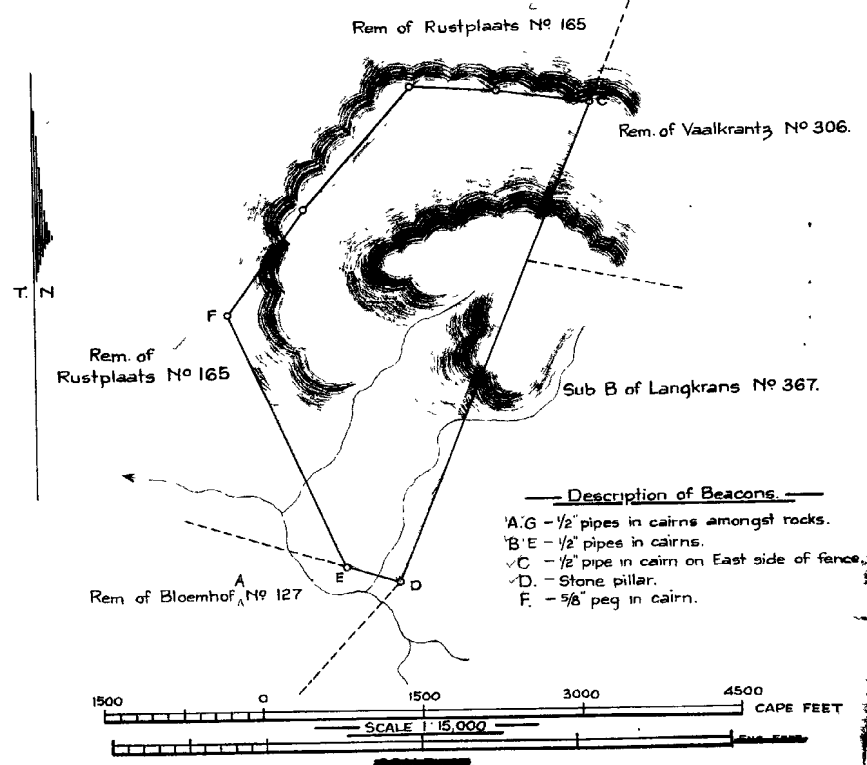 Rem of Rustplaats Nº 165
C
Rem. of Vaalkrantz Nº 306.
T. N
F
Rem. of
Rustplaats Nº 165
Sub B of Langkrans Nº 367.
Description of Beacons.
A.G – 1/2" pipes in cairns amongst rocks.
B E – 1/2" pipes in cairns.
C – 1/2" pipe in cairn on East side of fence.
D. – Stone pillar.
F. – 5/8" peg in cairn.
E
D
A
Rem of Bloemhof ^ Nº 127
1500 0 1500 3000 4500
CAPE FEET
SCALE 1:15,000